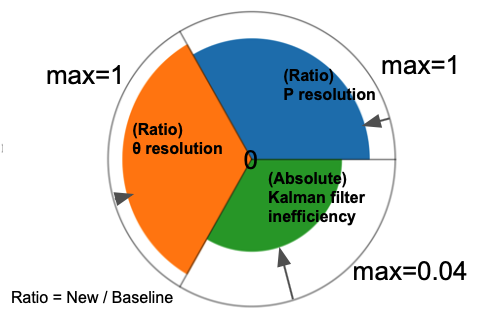 max=1
(Ratio)
P resolution
max=1
(Ratio)
θ resolution
0
(Absolute)
Kalman filter
inefficiency
max=0.04
Ratio = New / Baseline